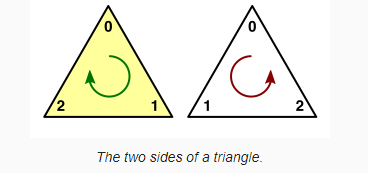 0 0
2 1 1 2
The two sides of a triangle.